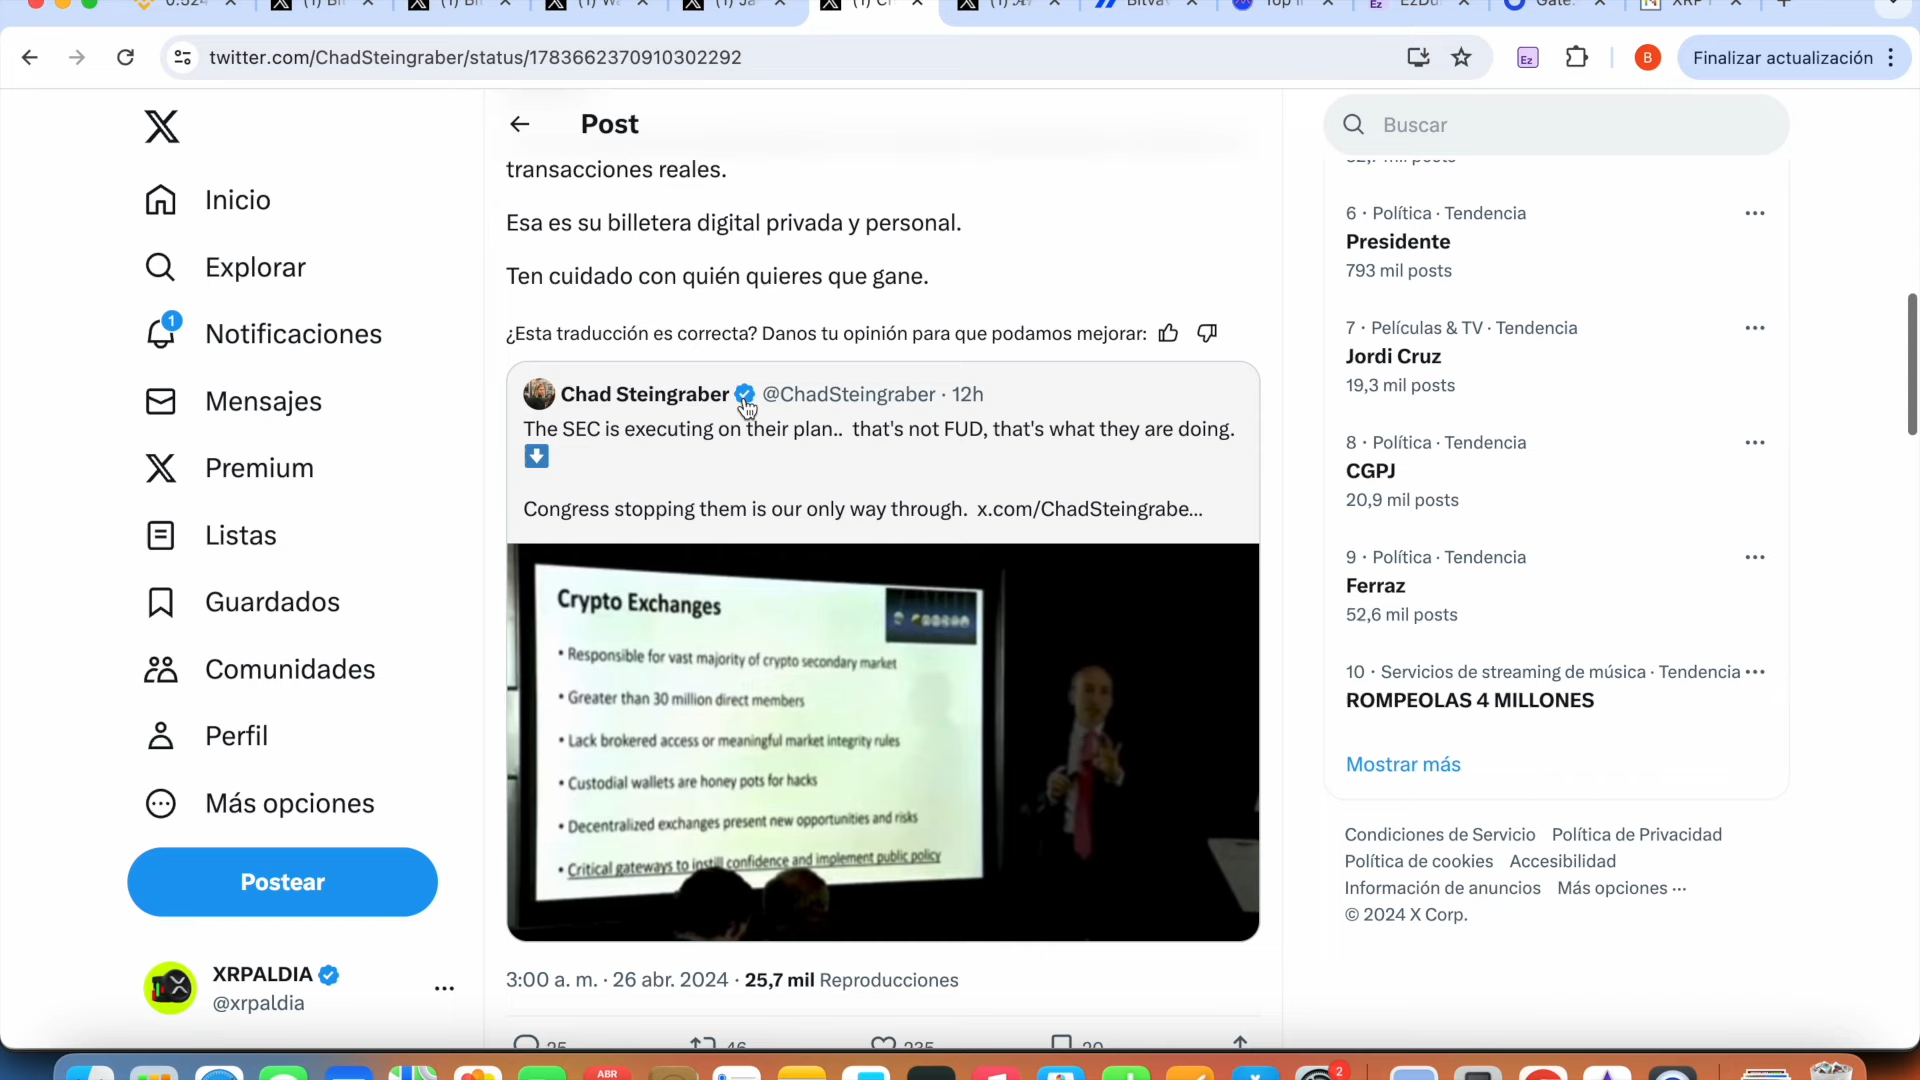 twitter.com/ChadSteingraber/status/1783662370910302292
Finalizar actualización
Inicio
Explorar
1
Notificaciones
Mensajes
Premium
Listas
Guardados
Comunidades
Perfil
Más opciones
Postear
XRPALDIA
@xrpaldia
Post
transacciones reales.
Esa es su billetera digital privada y personal.
Ten cuidado con quién quieres que gane.
¿Esta traducción es correcta? Danos tu opinión para que podamos mejorar:
Chad Steingraber @ChadSteingraber · 12h
The SEC is executing on their plan.. that's not FUD, that's what they are doing.
Congress stopping them is our only way through. x.com/ChadSteingrabe...
Crypto Exchanges
• Responsible for vast majority of crypto secondary market
• Greater than 30 million direct members
• Lack brokered access or meaningful market integrity rules
• Custodial wallets are honey pots for hacks
• Decentralized exchanges present new opportunities and risks
• Critical gateways to instill confidence and implement public policy
3:00 a. m. · 26 abr. 2024 · 25,7 mil Reproducciones
Buscar
6 · Política · Tendencia
Presidente
793 mil posts
7 · Películas & TV · Tendencia
Jordi Cruz
19,3 mil posts
8 · Política · Tendencia
CGPJ
20,9 mil posts
9 · Política · Tendencia
Ferraz
52,6 mil posts
10 · Servicios de streaming de música · Tendencia
ROMPEOLAS 4 MILLONES
Mostrar más
Condiciones de Servicio Política de Privacidad
Política de cookies Accesibilidad
Información de anuncios Más opciones ...
© 2024 X Corp.
ABR
2